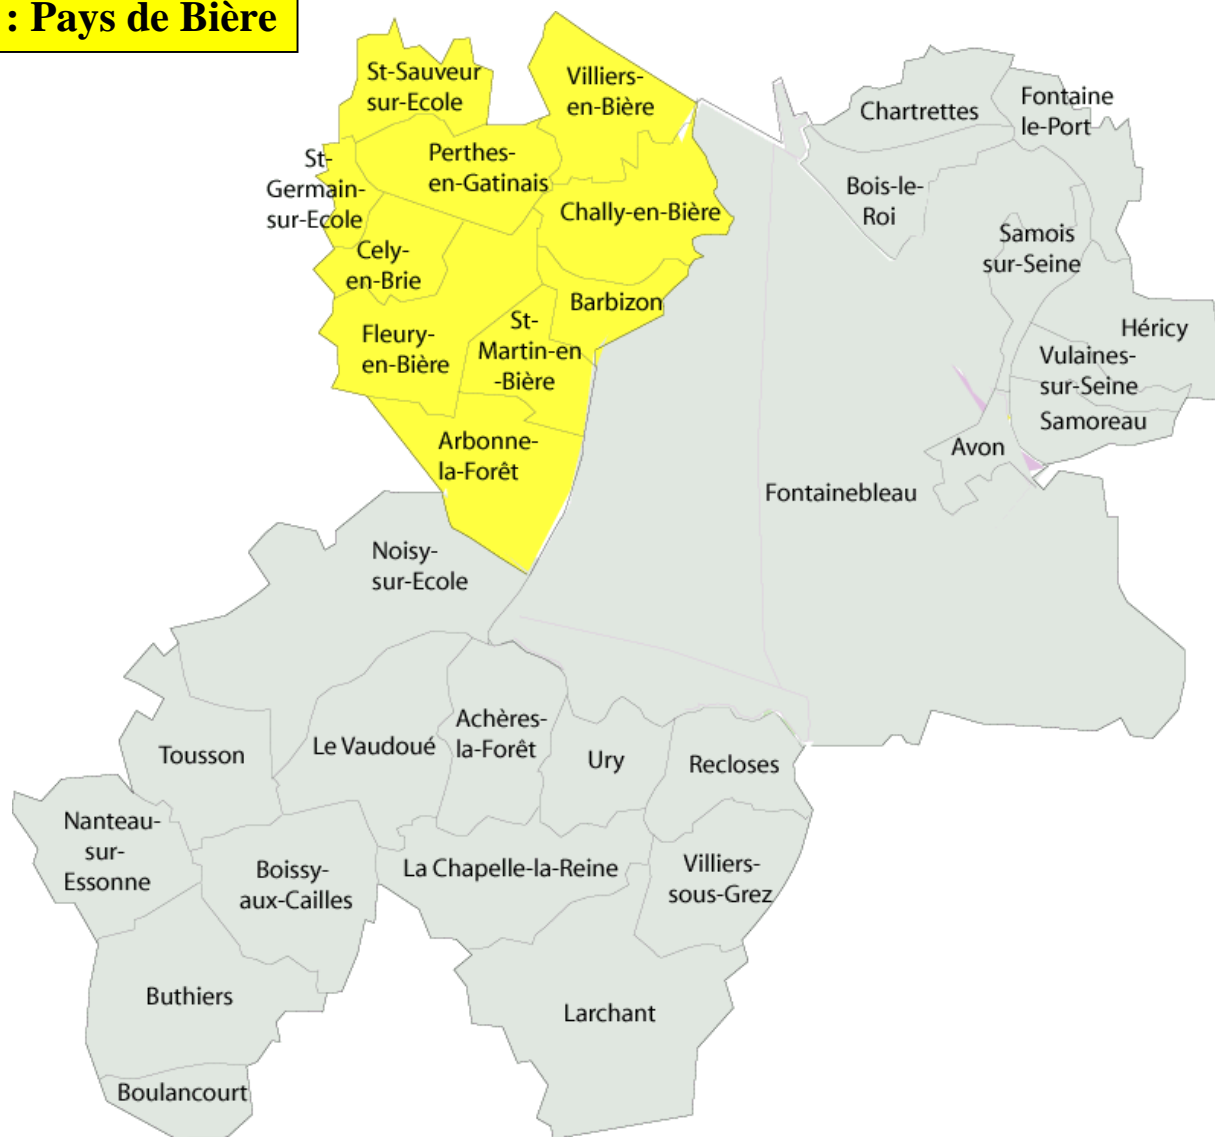 : Pays de Bière
St-Sauveur
sur-Ecole
Villiers-
en-Bière
Chartrettes
Fontaine
le-Port
St-
Germain-
sur-Ecole
Perthes-
en-Gatinais
Bois-le-
Roi
Chally-en-Bière
Samois
sur-Seine
Cely-
en-Brie
Barbizon
Héricy
Fleury-
en-Bière
St-
Martin-en
-Bière
Vulaines-
sur-Seine
Samoreau
Arbonne-
la-Forêt
Avon
Fontainebleau
Noisy-
sur-Ecole
Tousson
Le Vaudoué
Achères-
la-Forêt
Ury
Recloses
Nanteau-
sur-
Essonne
Boissy-
aux-Cailles
La Chapelle-la-Reine
Villiers-
sous-Grez
Buthiers
Larchant
Boulancourt